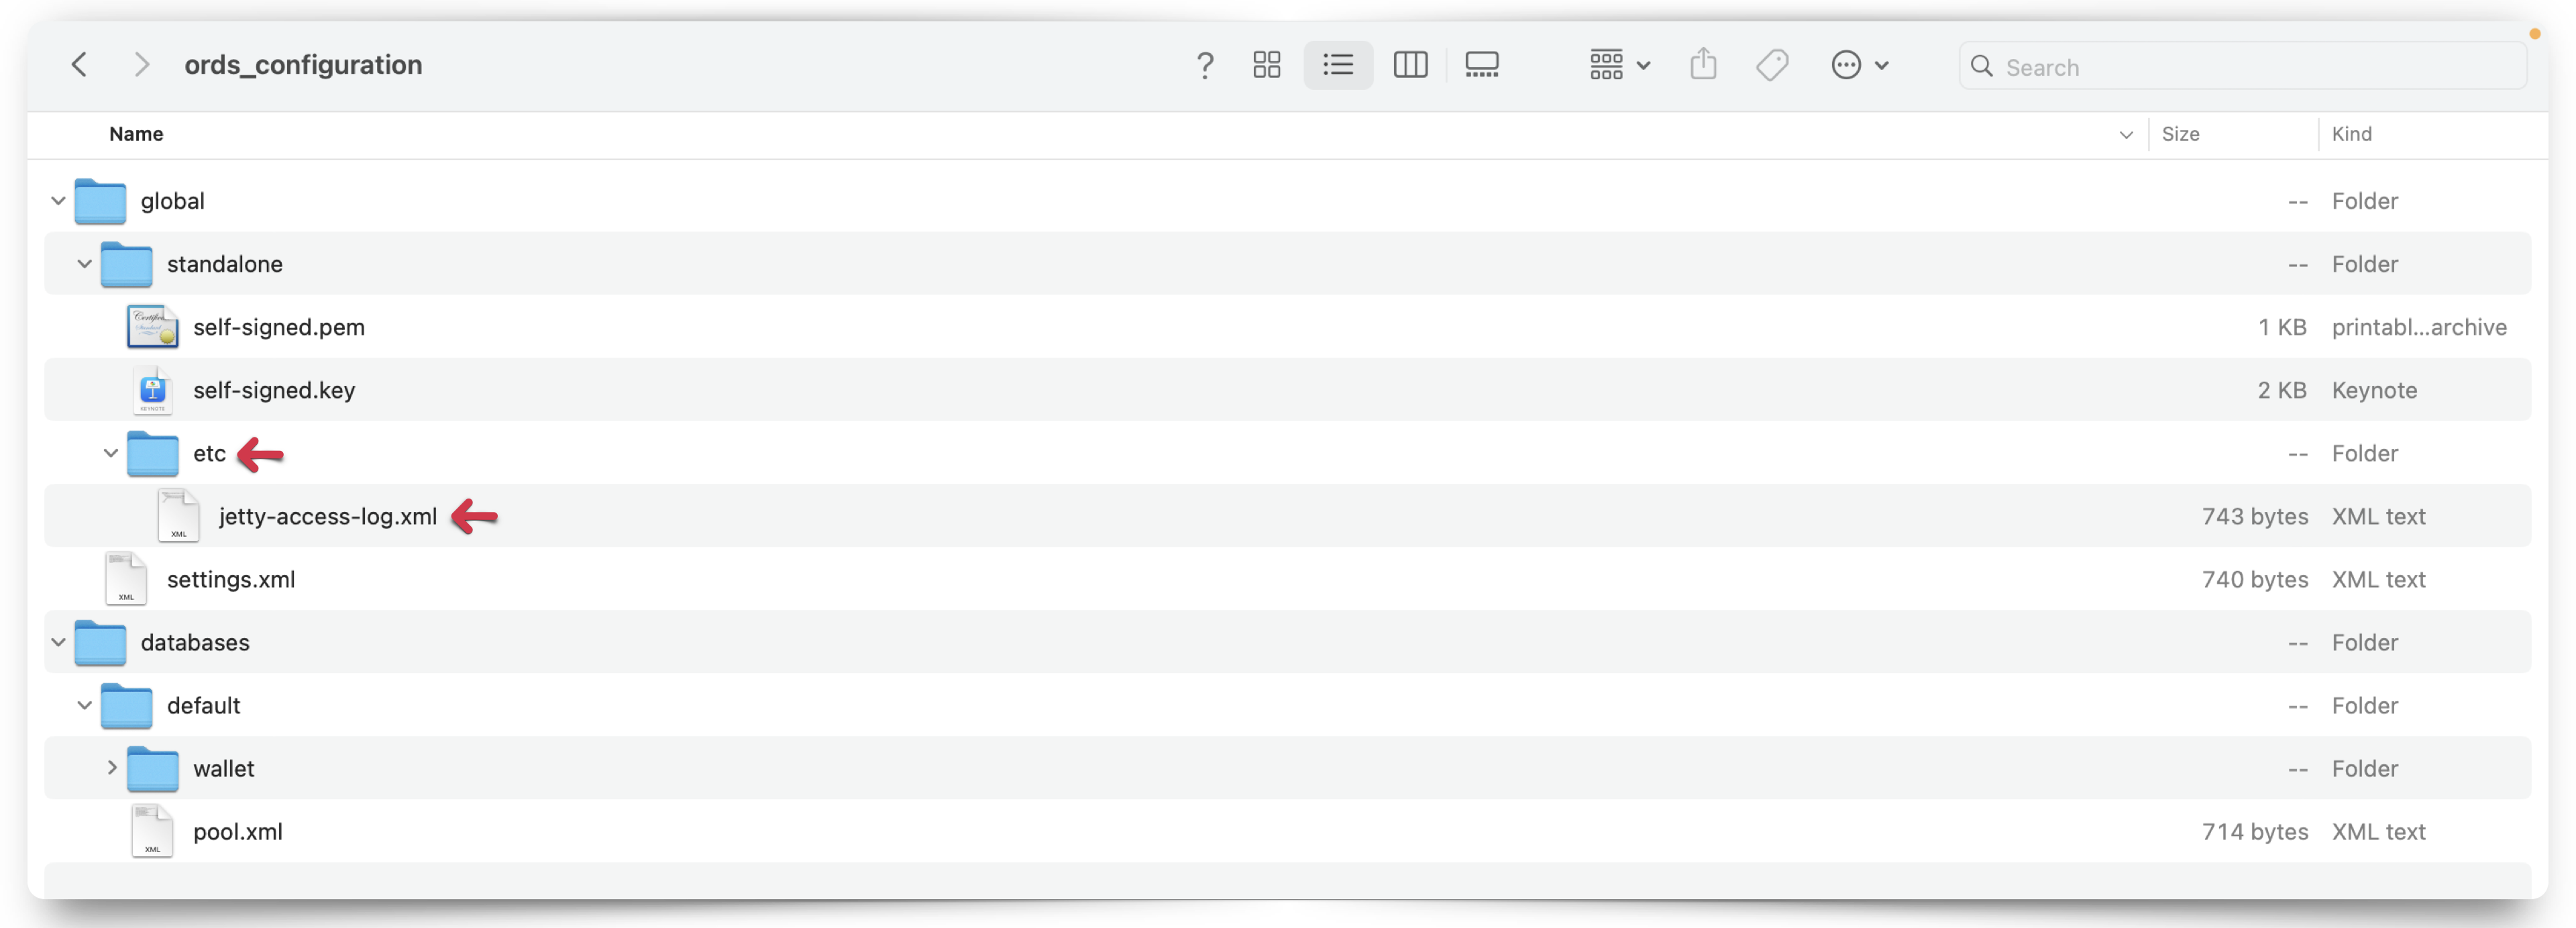 ords_configuration
Search
Name Size Kind
global -- Folder
standalone -- Folder
self-signed.pem 1 KB printabl...archive
self-signed.key 2 KB Keynote
etc -- Folder
jetty-access-log.xml 743 bytes XML text
settings.xml 740 bytes XML text
databases -- Folder
default -- Folder
wallet -- Folder
pool.xml 714 bytes XML text